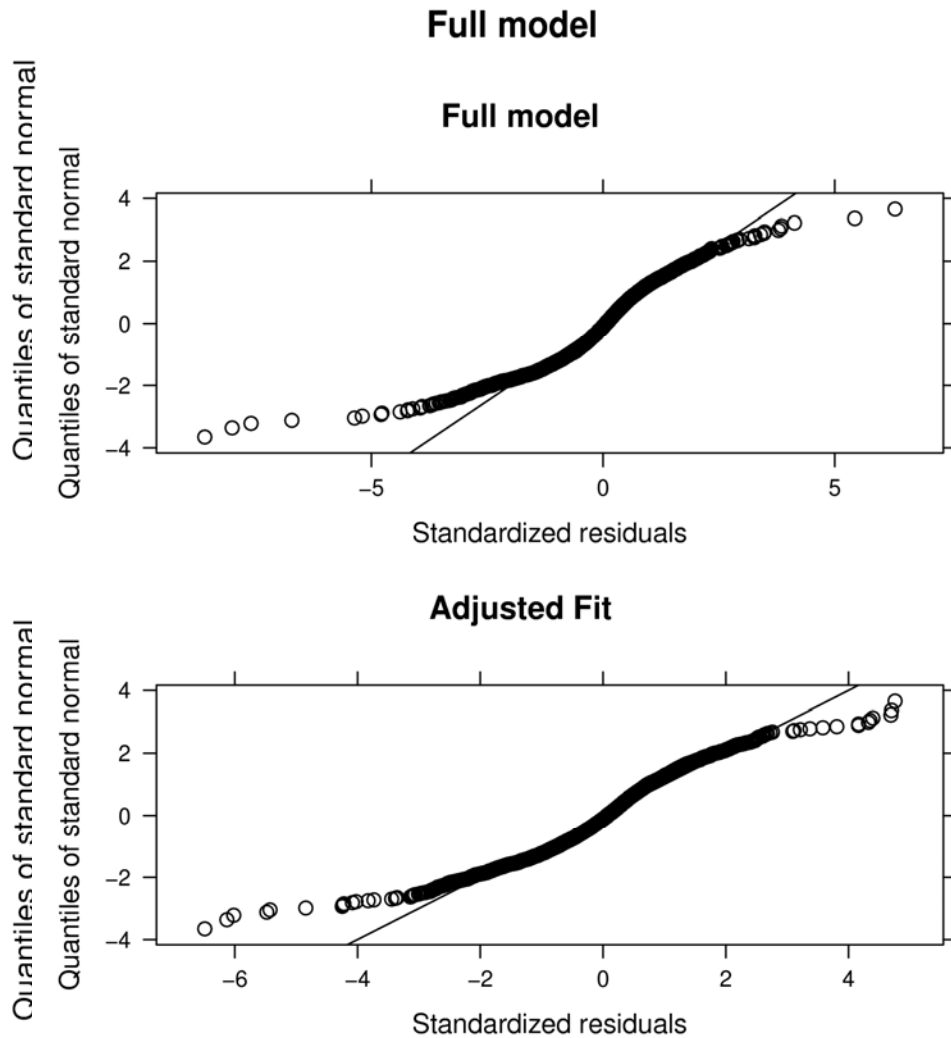 Full model
Full model
Quantiles of standard normal
Quantiles of standard normal
4
2
0
−2
−4
−5
0
5
Standardized residuals
Adjusted Fit
Quantiles of standard normal
Quantiles of standard normal
4
2
0
−2
−4
−6
−4
−2
0
2
4
Standardized residuals